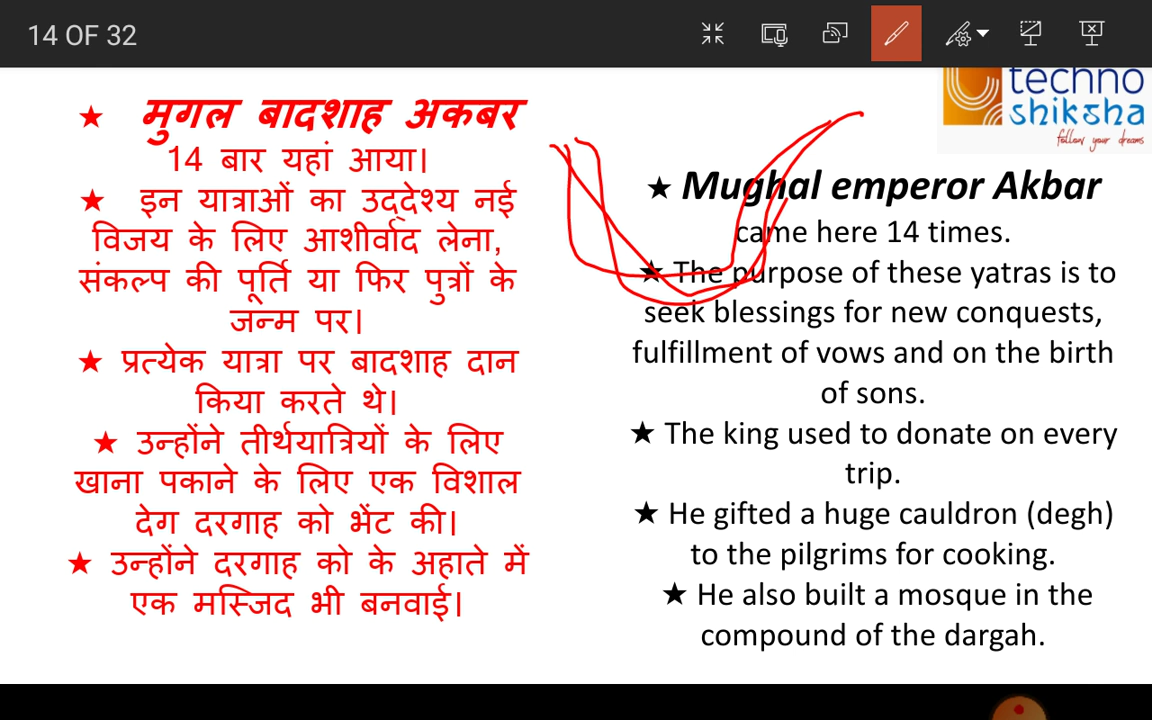 14 OF 32
techno
shiksha
follow your dreams
★ मुगल बादशाह अकबर
14 बार यहां आया।
★ इन यात्राओं का उद्देश्य नई
विजय के लिए आशीर्वाद लेना,
संकल्प की पूर्ति या फिर पुत्रों के
जन्म पर।
★ प्रत्येक यात्रा पर बादशाह दान
किया करते थे।
★ उन्होंने तीर्थयात्रियों के लिए
खाना पकाने के लिए एक विशाल
देग दरगाह को भेंट की।
★ उन्होंने दरगाह को के अहाते में
एक मस्जिद भी बनवाई।
★ Mughal emperor Akbar
came here 14 times.
★ The purpose of these yatras is to
seek blessings for new conquests,
fulfillment of vows and on the birth
of sons.
★ The king used to donate on every
trip.
★ He gifted a huge cauldron (degh)
to the pilgrims for cooking.
★ He also built a mosque in the
compound of the dargah.